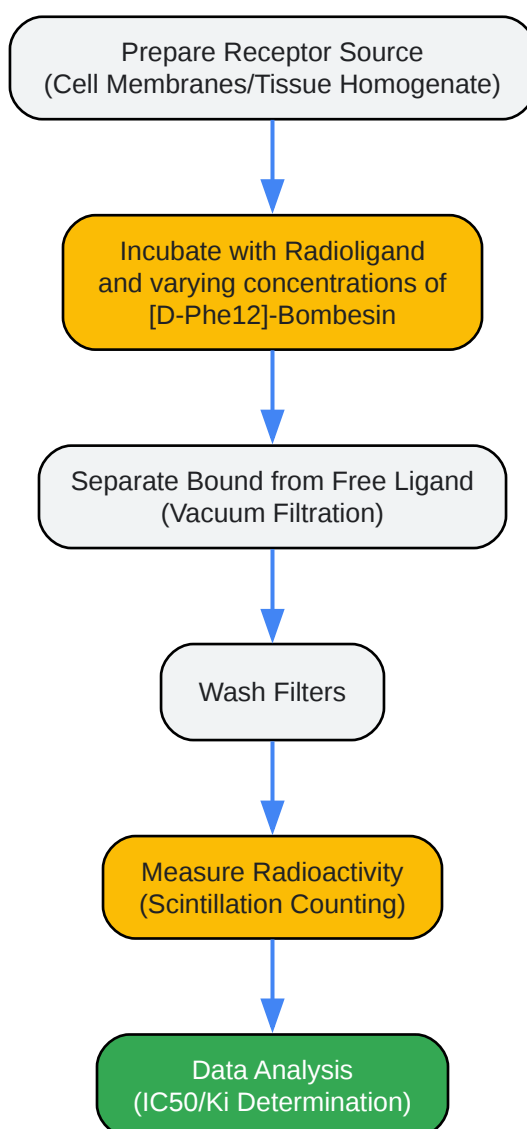 Prepare Receptor Source
(Cell Membranes/Tissue Homogenate)
Incubate with Radioligand
and varying concentrations of
[D-Phe12]-Bombesin
Separate Bound from Free Ligand
(Vacuum Filtration)
Wash Filters
Measure Radioactivity
(Scintillation Counting)
Data Analysis
(IC50/Ki Determination)